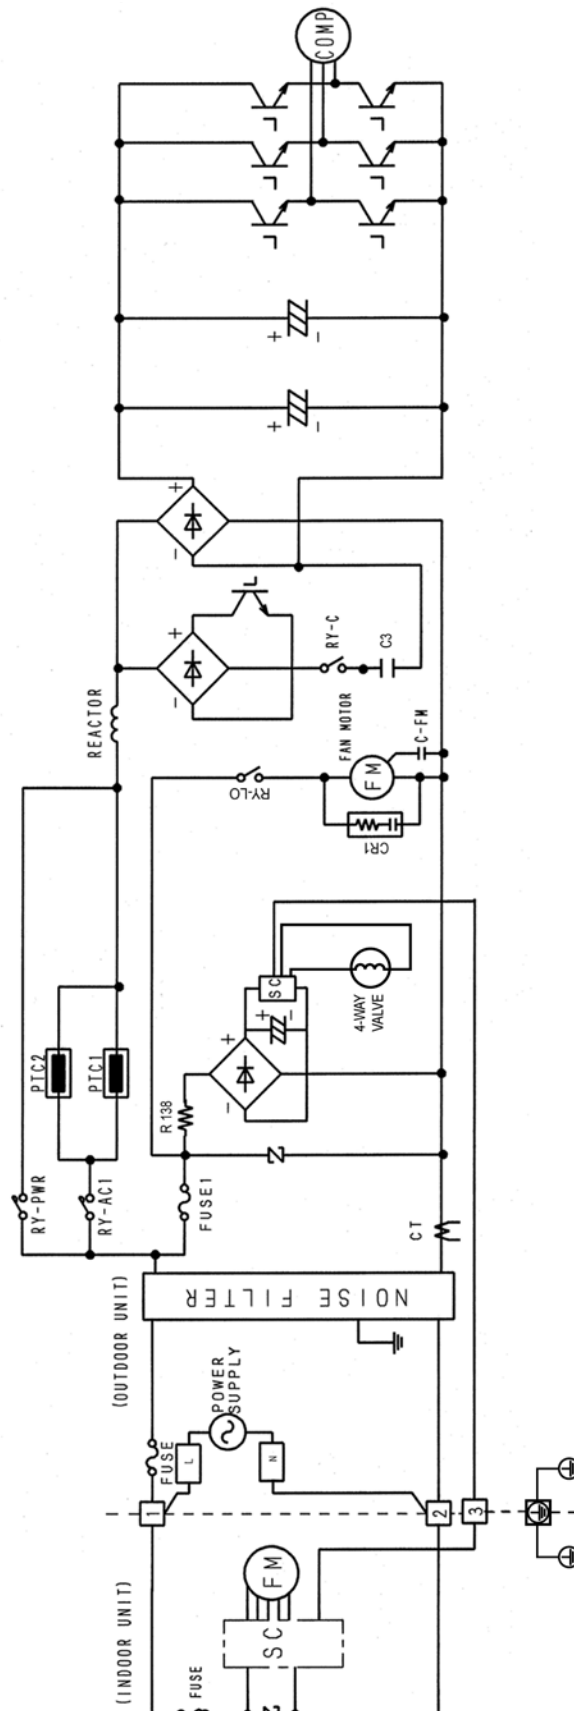 COMP
+
-
+
-
+
-
+
-
RY-C
C3
REACTOR
FAN MOTOR
FM
C-FM
RY-LO
CR1
SC
4-WAY
VALVE
+
-
+
-
PTC2
PTC1
R 138
RY-PWR
RY-AC1
FUSE1
CT
NOISE FILTER
(OUTDOOR UNIT)
POWER
SUPPLY
FUSE
L
N
1
2
3
(INDOOR UNIT)
FM
SC
FUSE